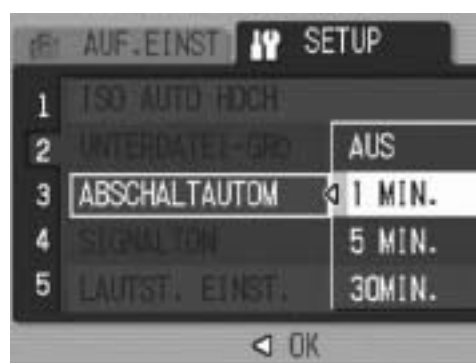 AUF.EINST SETUP
1 ISO AUTO HOCH
2 UNTERDATEI-GRÖ AUS
3 ABSCHALTAUTOM 1 MIN.
4 SIGNALTON 5 MIN.
5 LAUTST. EINST. 30MIN.
OK